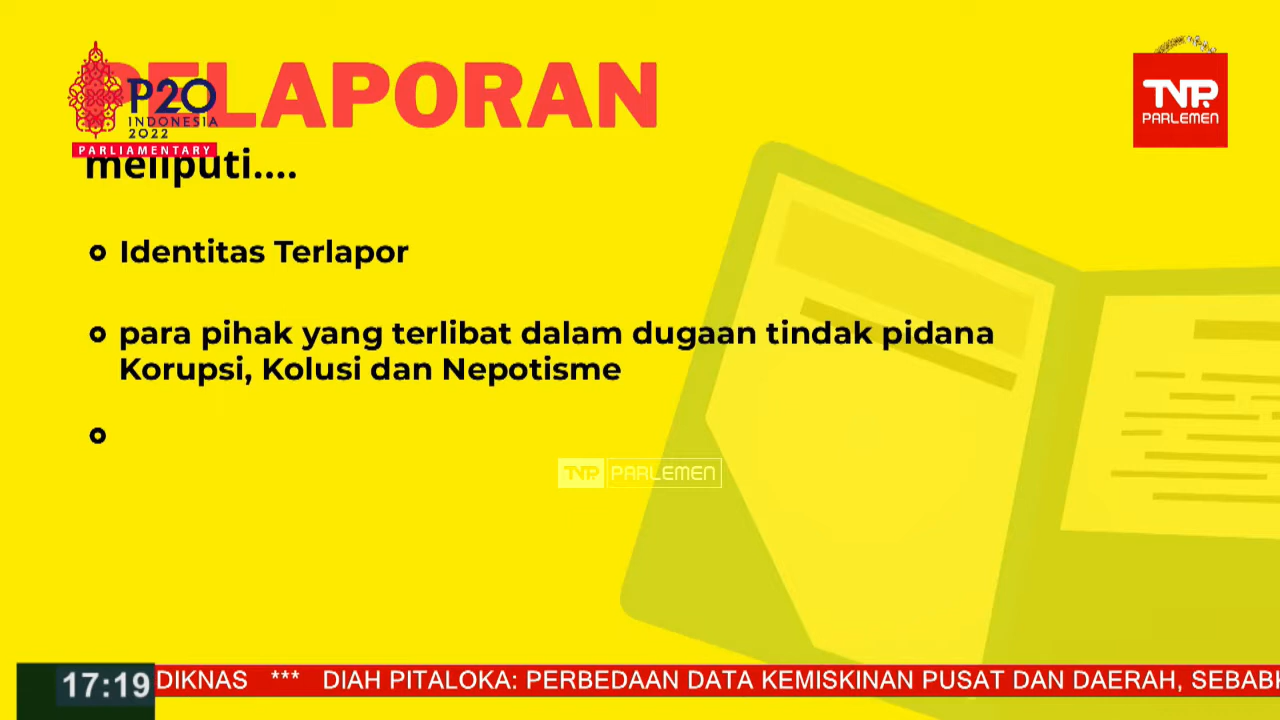 PELAPORAN
P20
INDONESIA
2022
PARLIAMENTARY
meliputi....
TVR
PARLEMEN
Identitas Terlapor
para pihak yang terlibat dalam dugaan tindak pidana
Korupsi, Kolusi dan Nepotisme
TVR PARLEMEN
17:19
DIKNAS *** DIAH PITALOKA: PERBEDAAN DATA KEMISKINAN PUSAT DAN DAERAH,